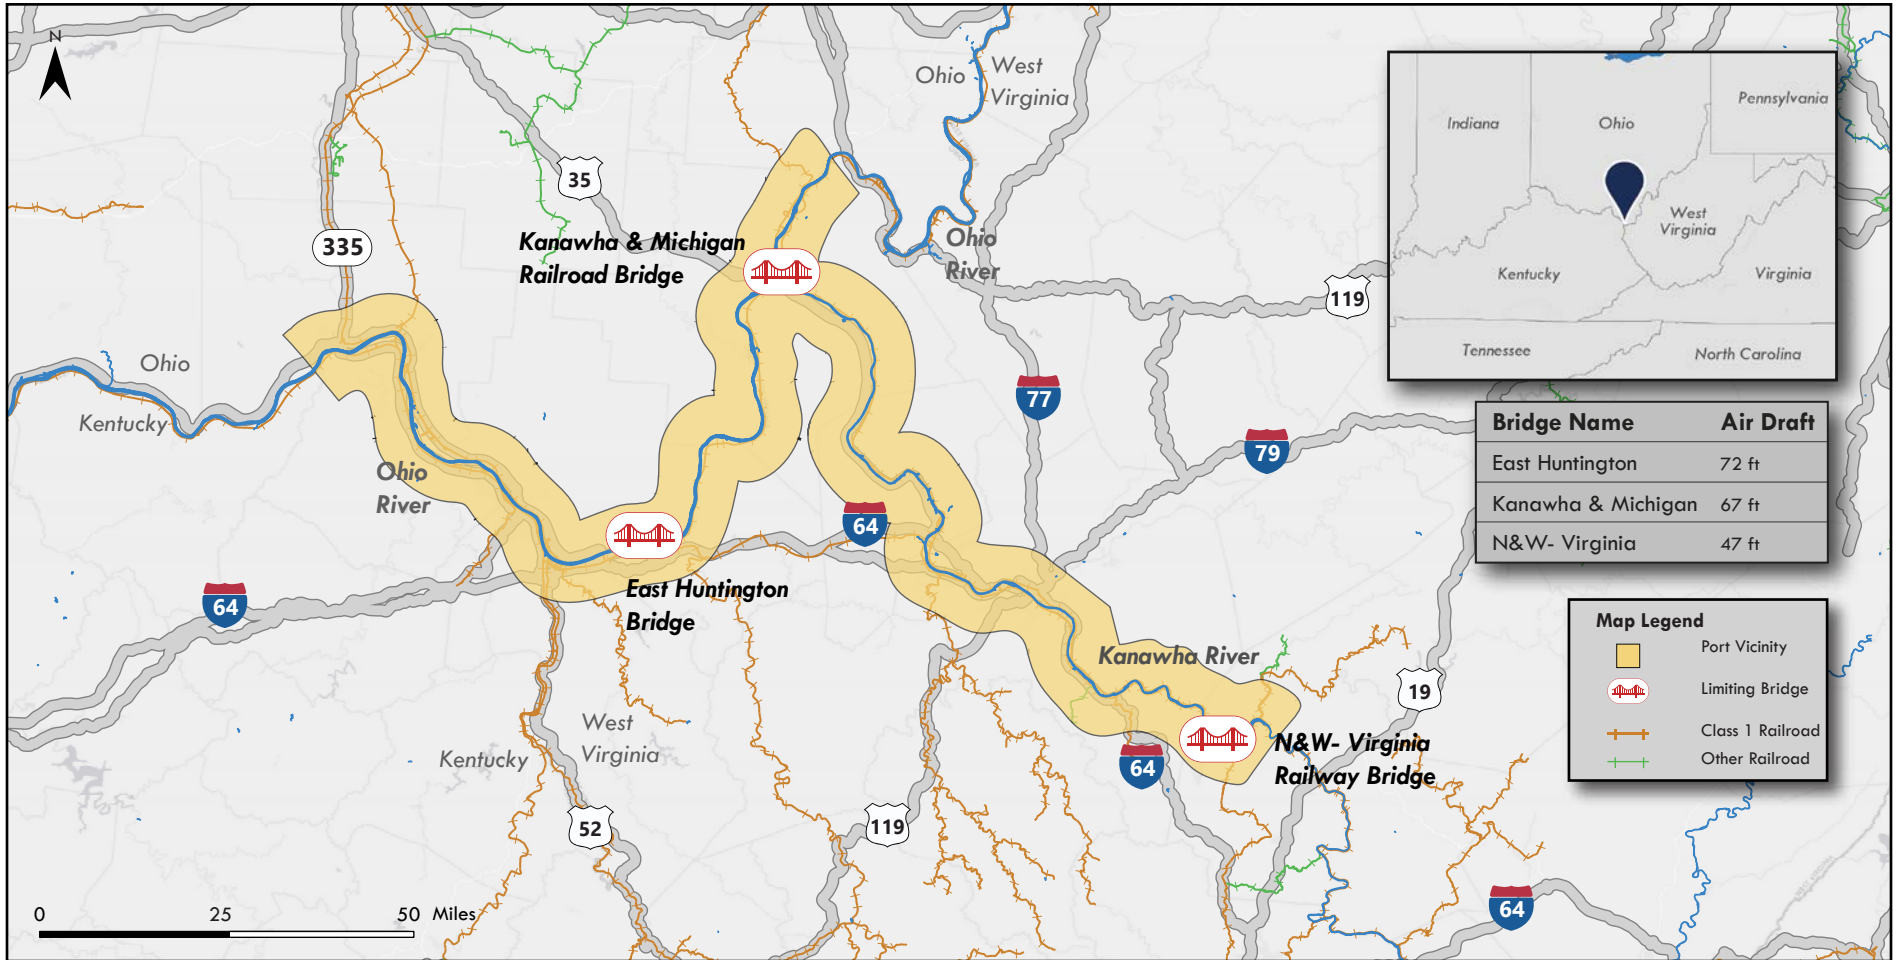 N
Ohio
West
Virginia
35
335
Kanawha & Michigan
Railroad Bridge
Ohio
River
119
77
79
Ohio
Kentucky
Ohio
River
64
64
East Huntington
Bridge
Kanawha River
19
N&W- Virginia
Railway Bridge
64
West
Virginia
Kentucky
52
119
64
0 25 50 Miles
Indiana
Ohio
Pennsylvania
West
Virginia
Kentucky
Virginia
Tennessee
North Carolina
Bridge Name Air Draft
East Huntington 72 ft
Kanawha & Michigan 67 ft
N&W- Virginia 47 ft
Map Legend
Port Vicinity
Limiting Bridge
Class 1 Railroad
Other Railroad